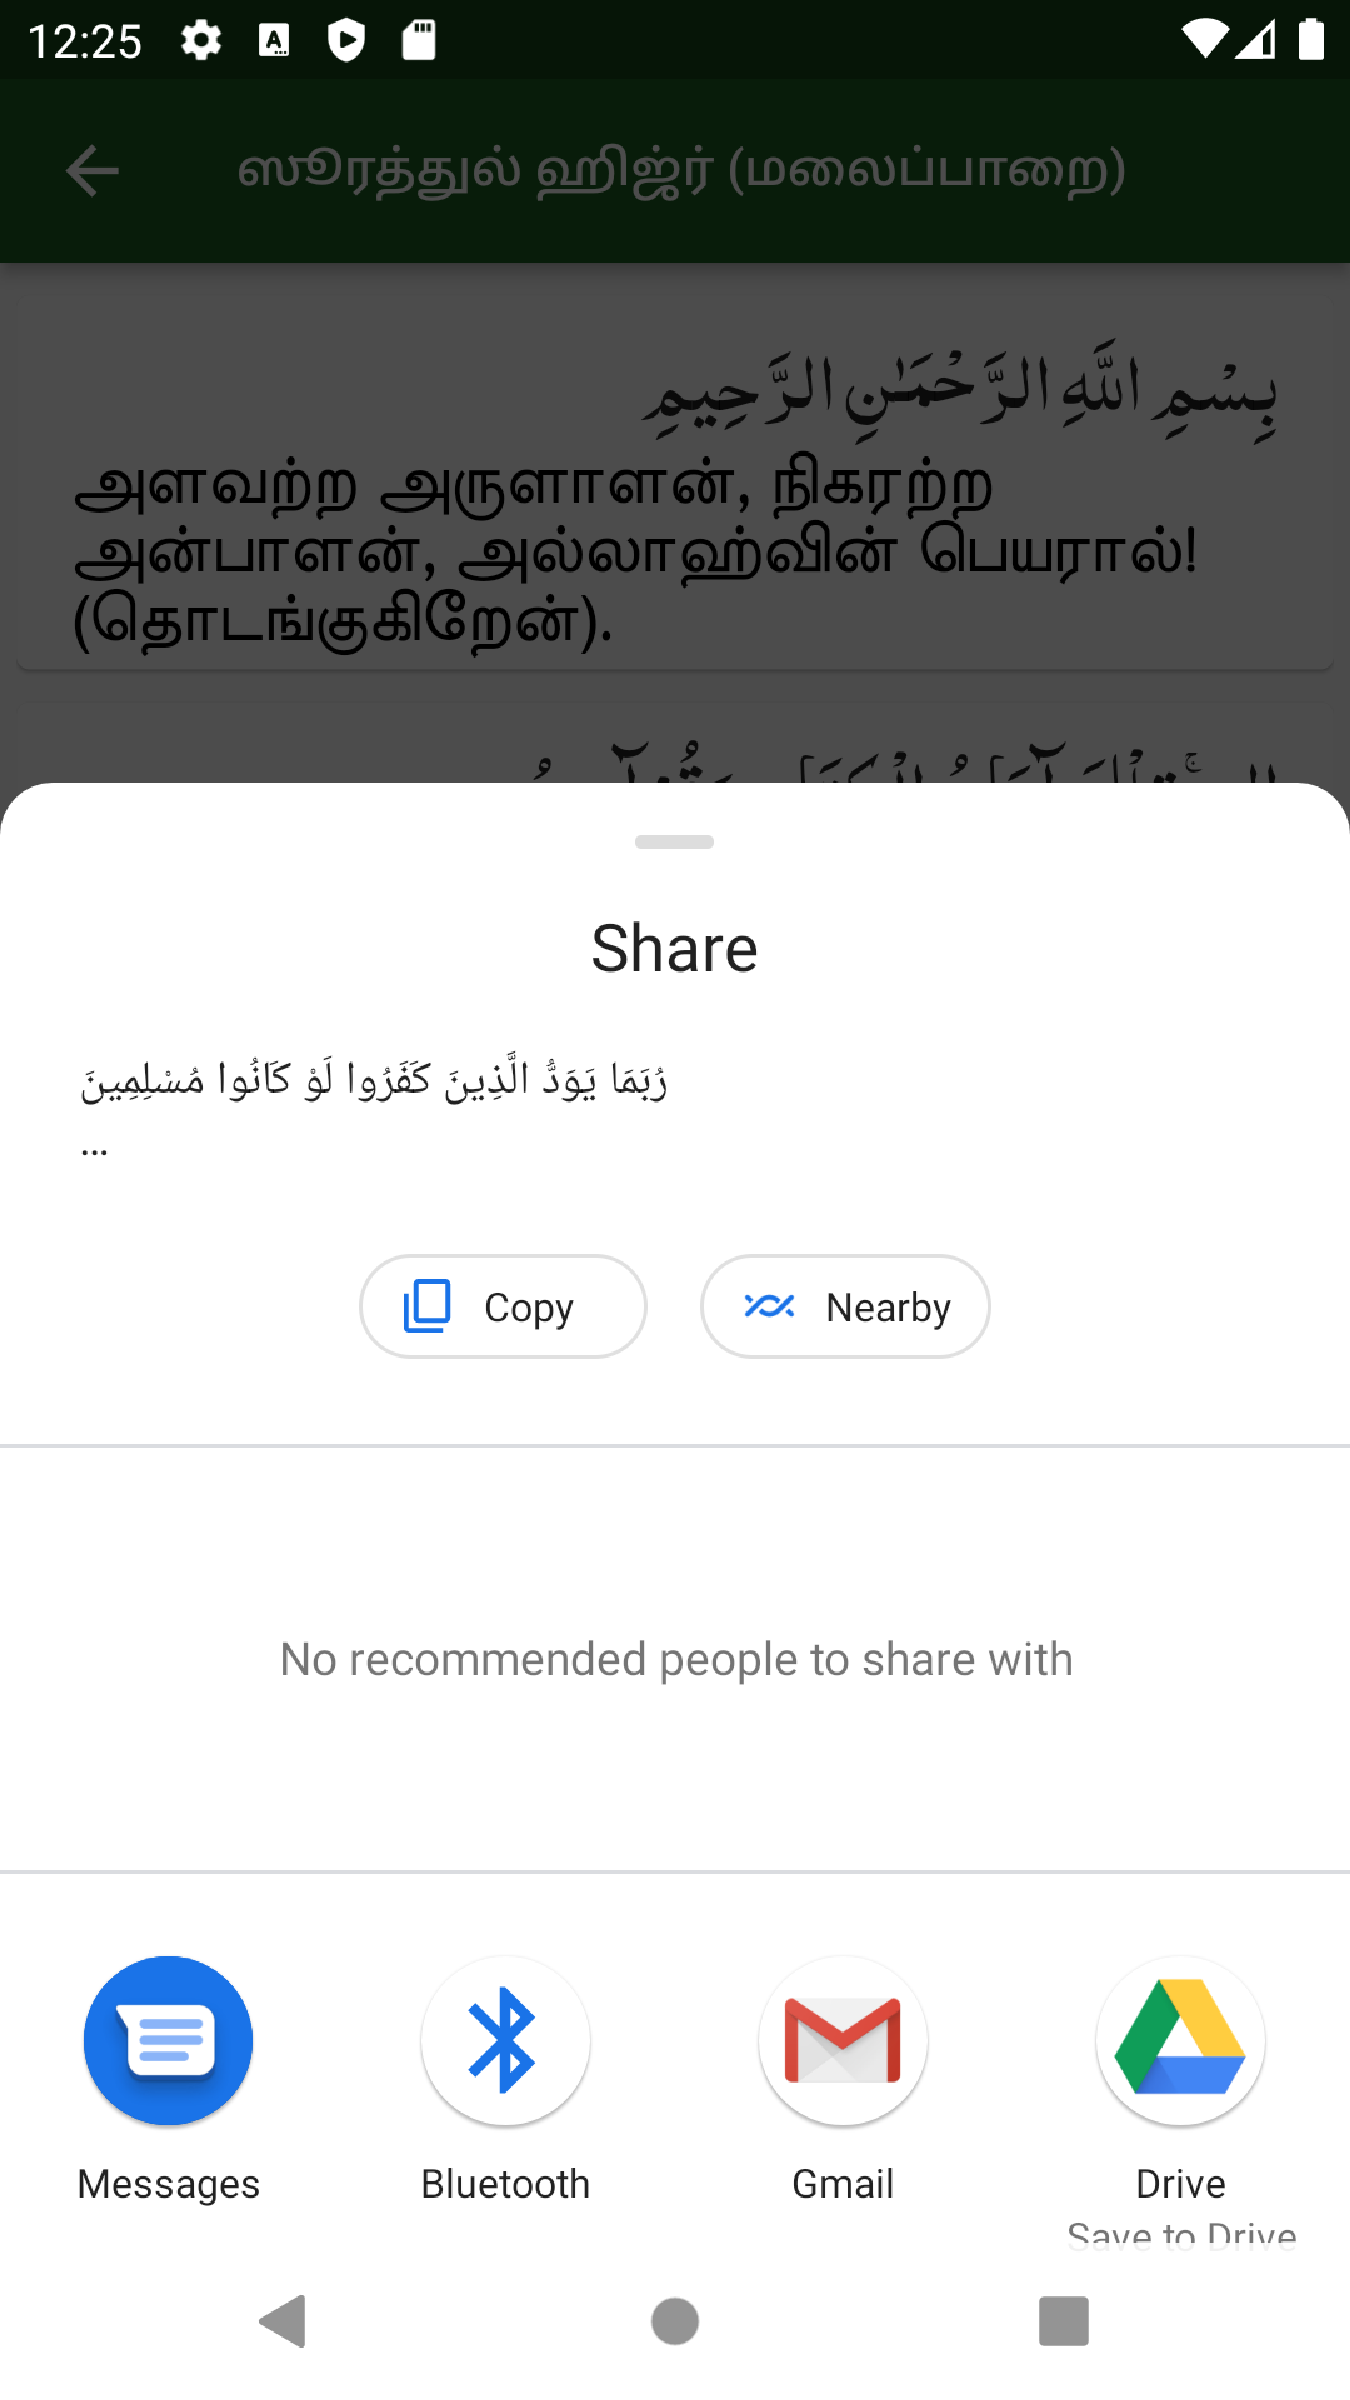 12:25
ஸூரத்துல் ஹிஜ்ர் (மலைப்பாறை)
بِسْمِ اللَّهِ الرَّحْمَٰنِ الرَّحِيمِ
அளவற்ற அருளாளன், நிகரற்ற
அன்பாளன், அல்லாஹ்வின் பெயரால்!
(தொடங்குகிறேன்).
Share
رُبَمَا يَوَدُّ الَّذِينَ كَفَرُوا لَوْ كَانُوا مُسْلِمِينَ
...
Copy Nearby
No recommended people to share with
Messages Bluetooth Gmail Drive
Save to Drive